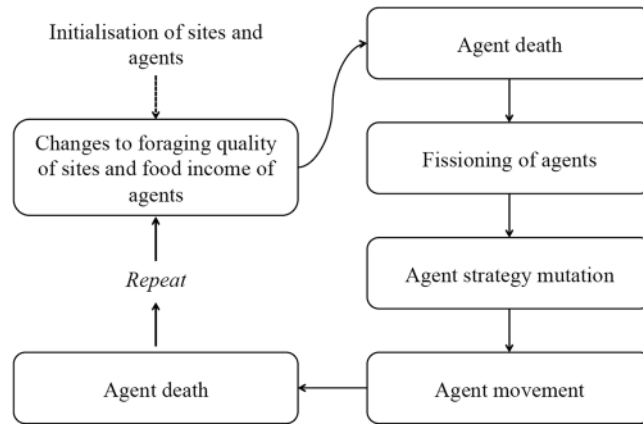 Initialisation of sites and
agents
Changes to foraging quality
of sites and food income of
agents
Agent death
Fissioning of agents
Agent strategy mutation
Agent movement
Agent death
Repeat